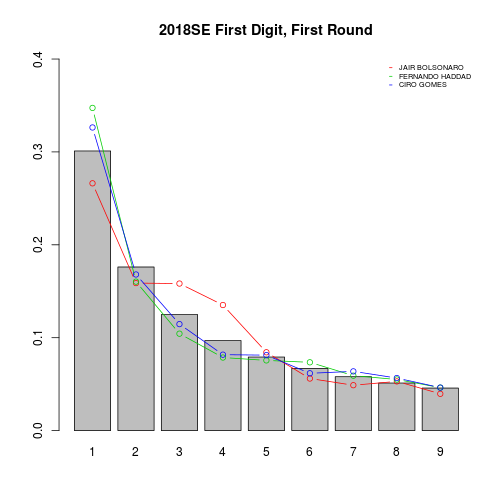 2018SE First Digit, First Round
JAIR BOLSONARO
FERNANDO HADDAD
CIRO GOMES
0.4
0.3
0.2
0.1
0.0
1 2 3 4 5 6 7 8 9